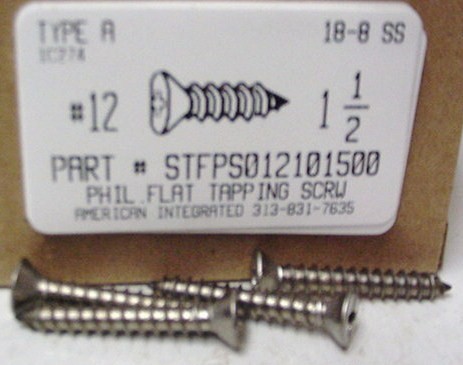 TYPE A 18-8 SS
1C274
#12 1 1/2
PART # STFPS012101500
PHIL.FLAT TAPPING SCRW
AMERICAN INTEGRATED 313-831-7635